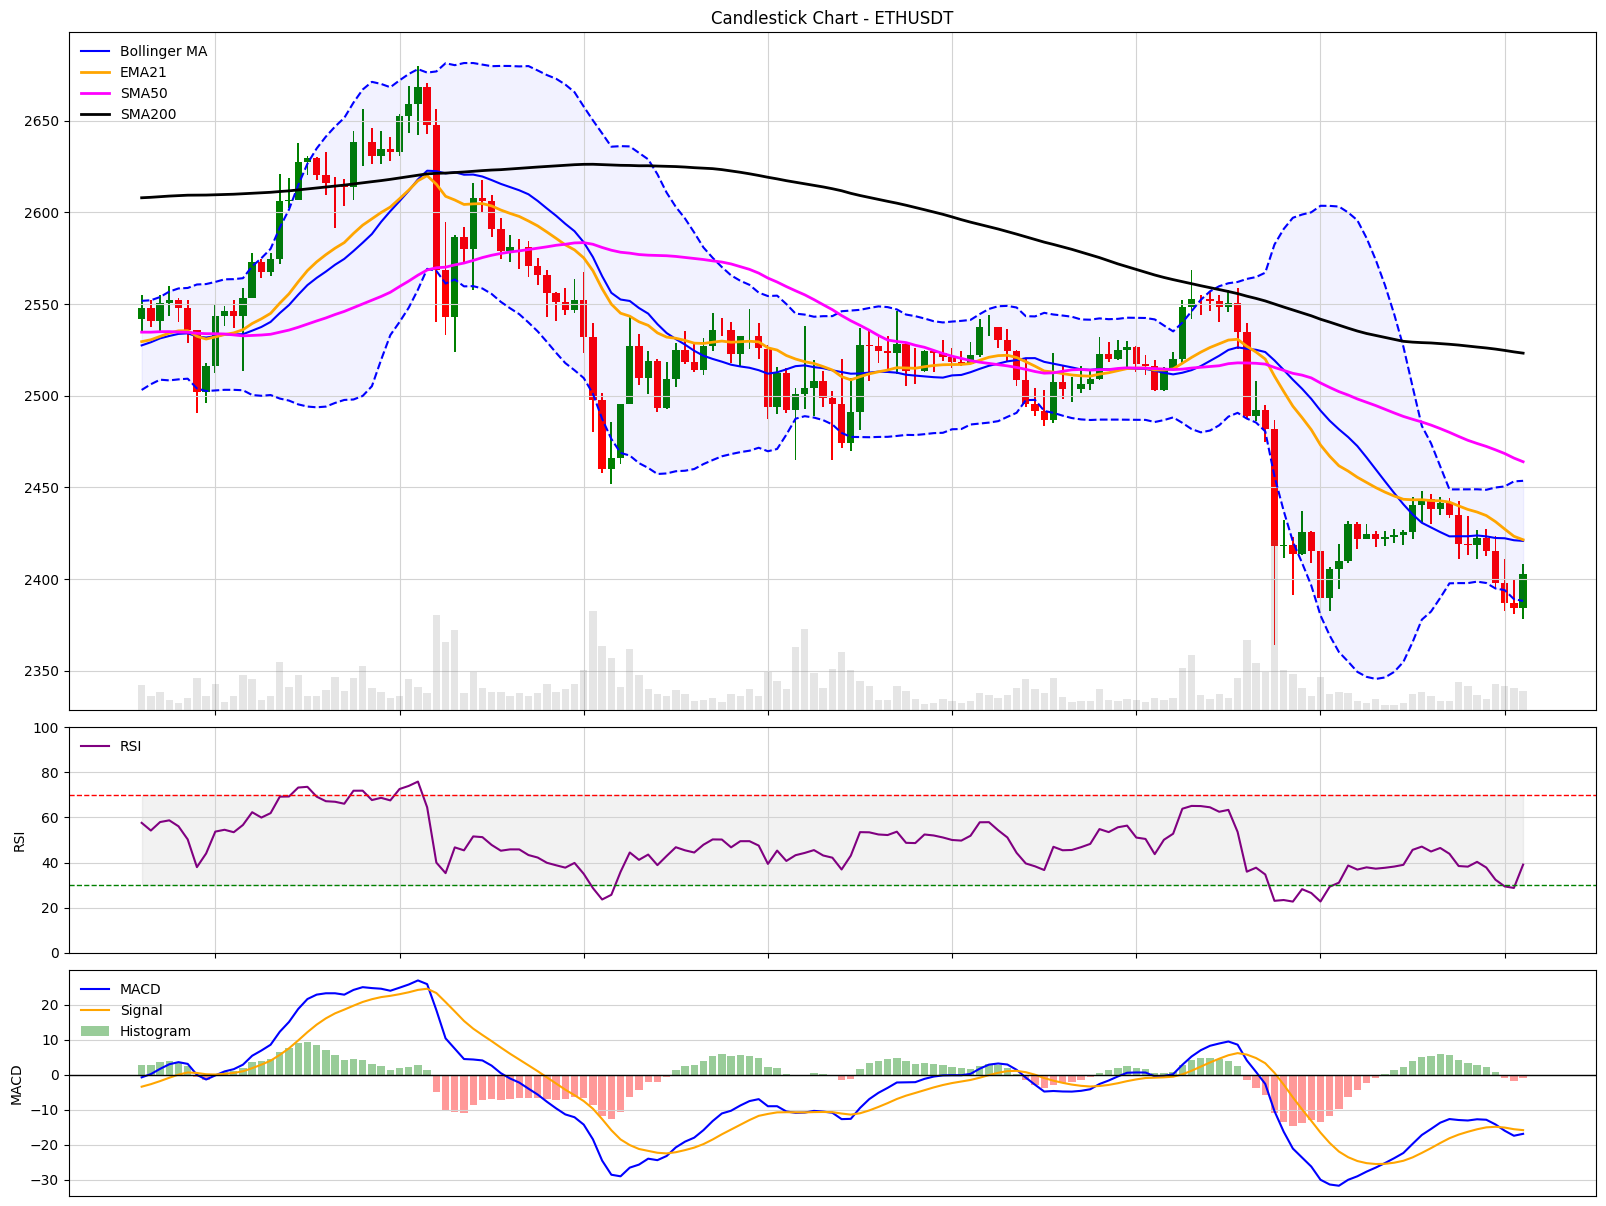 Candlestick Chart - ETHUSDT
Bollinger MA
EMA21
SMA50
SMA200
2650
2600
2550
2500
2450
2400
2350
RSI
RSI
100
80
60
40
20
0
MACD
Signal
Histogram
MACD
20
10
0
−10
−20
−30